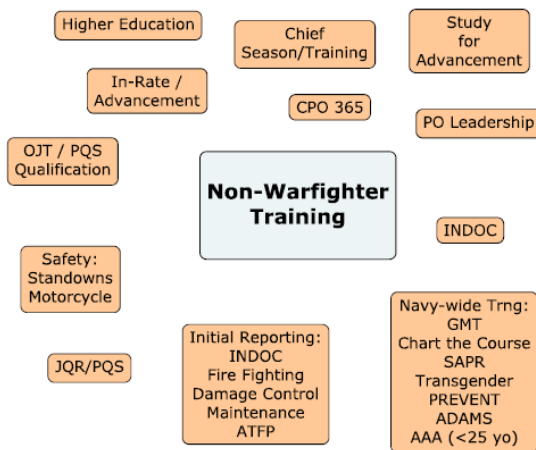 Higher Education
Chief
Season/Training
Study
for
Advancement
In-Rate /
Advancement
CPO 365
PO Leadership
OJT / PQS
Qualification
Non-Warfighter
Training
INDOC
Safety:
Standowns
Motorcycle
JQR/PQS
Initial Reporting:
INDOC
Fire Fighting
Damage Control
Maintenance
ATFP
Navy-wide Trng:
GMT
Chart the Course
SAPR
Transgender
PREVENT
ADAMS
AAA (<25 yo)